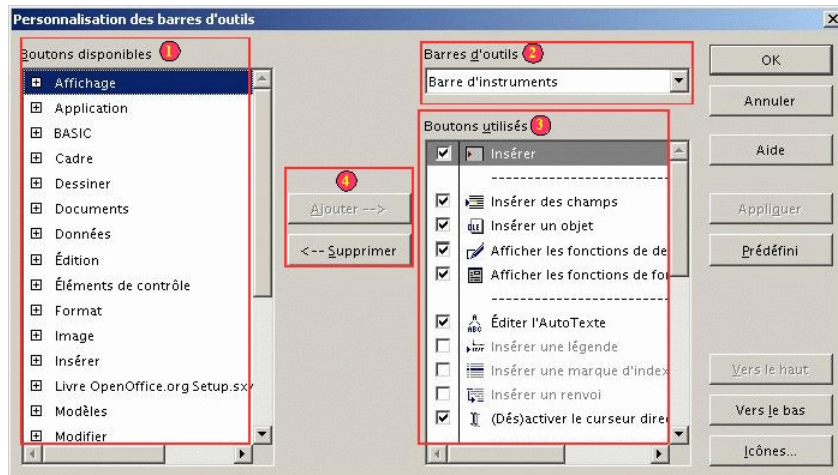 Personnalisation des barres d'outils
Boutons disponibles 1
Affichage
Application
BASIC
Cadre
Dessiner
Documents
Données
Édition
Éléments de contrôle
Format
Image
Insérer
Livre OpenOffice.org Setup.sx
Modèles
Modifier
4
Ajouter -->
<-- Supprimer
Barres d'outils 2
Barre d'instruments
Boutons utilisés 3
Insérer
--------------------
Insérer des champs
Insérer un objet
Afficher les fonctions de de
Afficher les fonctions de for
--------------------
Éditer l'AutoTexte
Insérer une légende
Insérer une marque d'index
Insérer un renvoi
(Dés)activer le curseur dire
OK
Annuler
Aide
Appliquer
Prédéfini
Vers le haut
Vers le bas
Icônes...